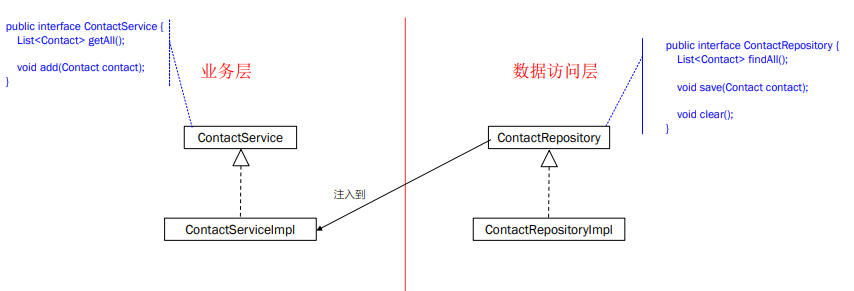 public interface ContactService {
List<Contact> getAll();
void add(Contact contact);
}
业务层
数据访问层
public interface ContactRepository {
List<Contact> findAll();
void save(Contact contact);
void clear();
}
ContactService
ContactRepository
注入到
ContactServiceImpl
ContactRepositoryImpl